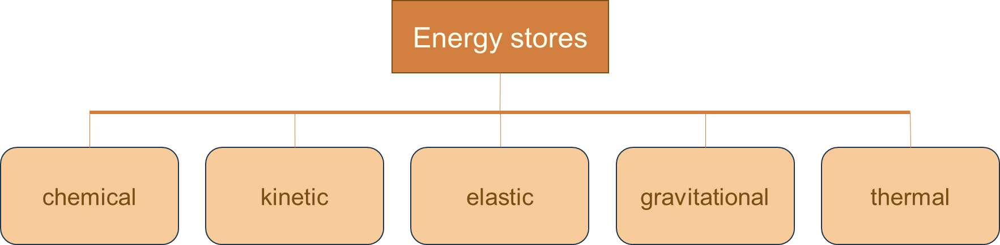 Energy stores
chemical
kinetic
elastic
gravitational
thermal